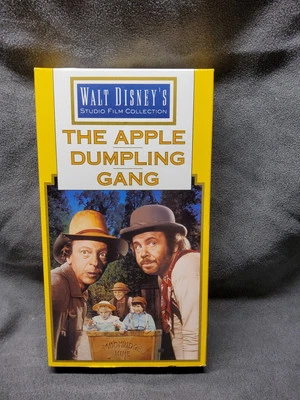 WALT DISNEY'S
STUDIO FILM COLLECTION
THE APPLE
DUMPLING
GANG